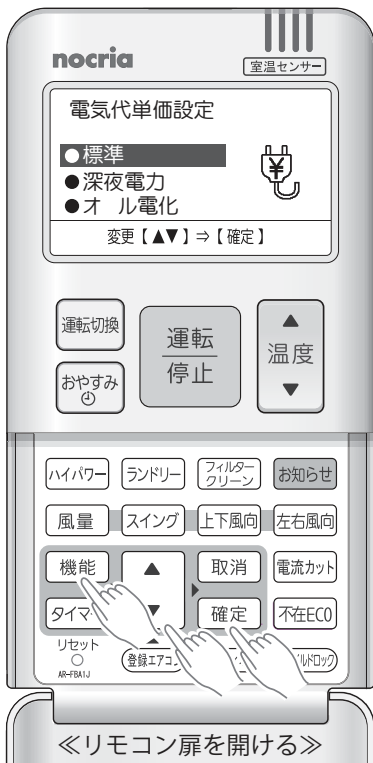 nocria
室温センサー
電気代単価設定
●標準
●深夜電力
●オール電化
変更【▲▼】⇒【確定】
運転切換
運転
停止
▲
温度
▼
おやすみ
ハイパワー
ランドリー
フィルター
クリーン
お知らせ
風量
スイング
上下風向
左右風向
機能
▲
取消
電流カット
タイマ
▼
確定
不在ECO
リセット
AR-FBA1J
登録エアコ
ルドロック
≪リモコン扉を開ける≫